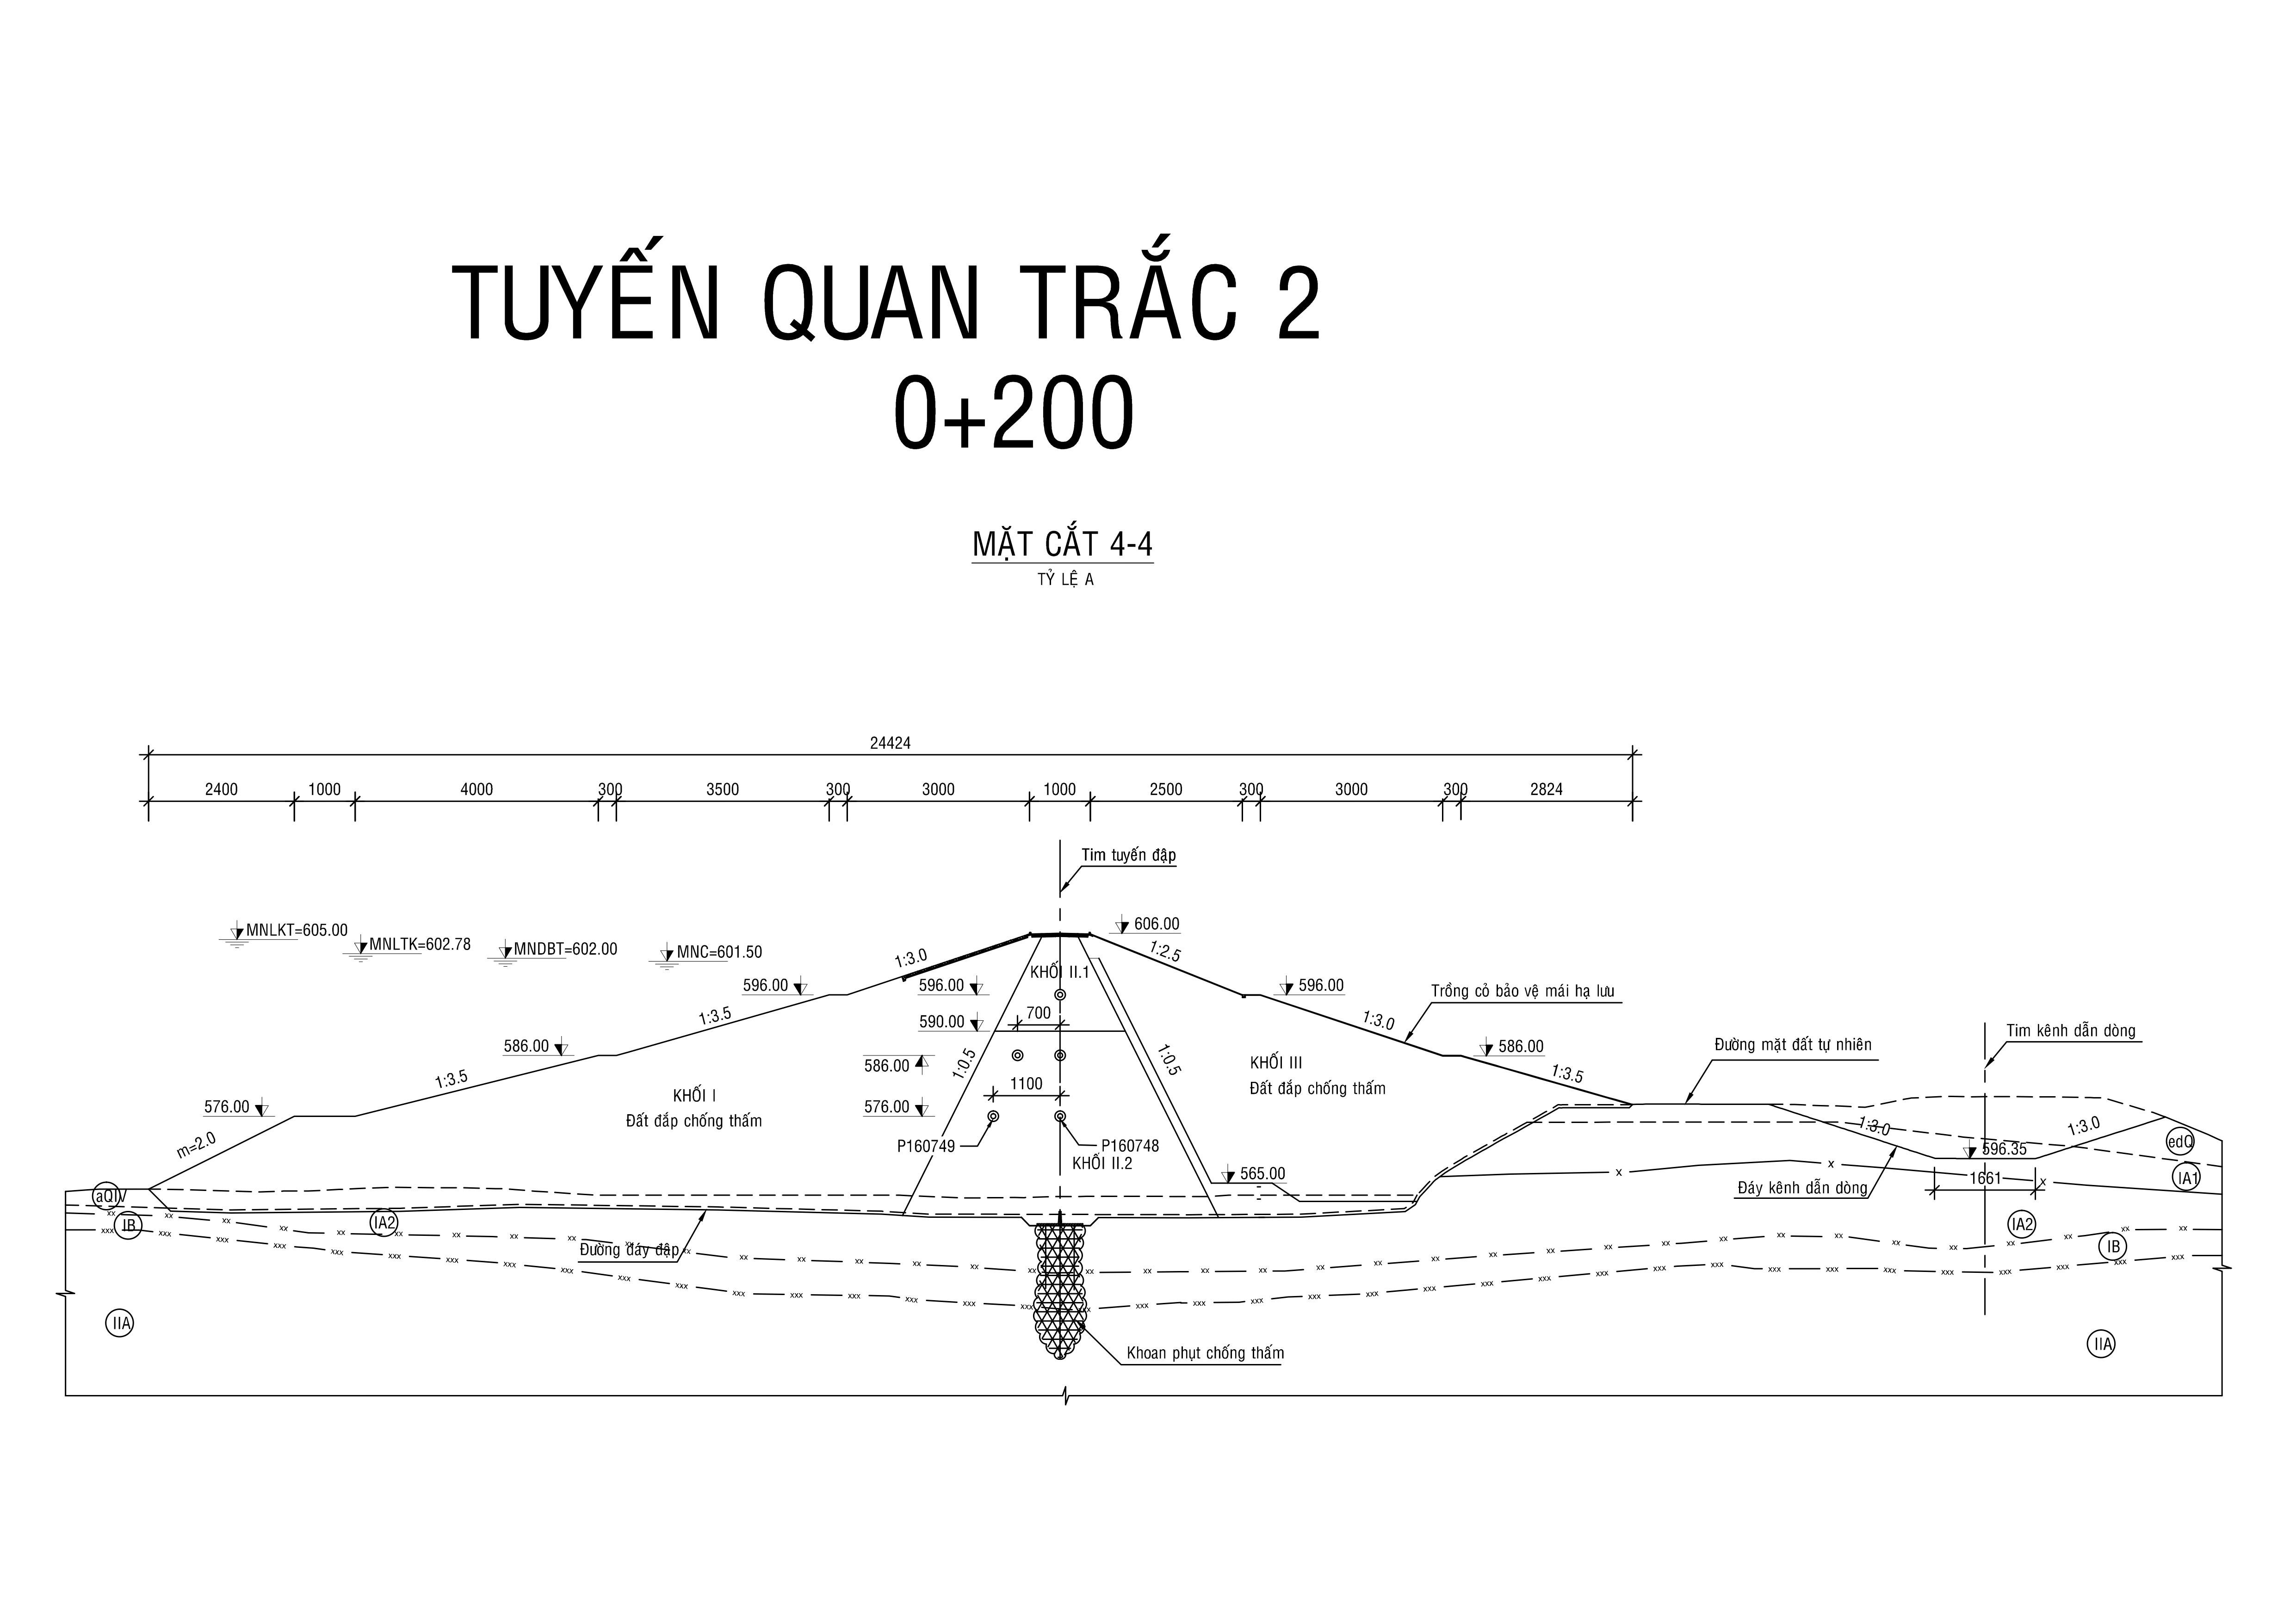 TUYẾN QUAN TRẮC 2
0+200
MẶT CẮT 4-4
TỶ LỆ A
24424
2400 1000 4000 300 3500 300 3000 1000 2500 300 3000 300 2824
Tim tuyến đập
MNLKT=605.00
MNLTK=602.78
MNDBT=602.00
MNC=601.50
606.00
1:3.0
1:2.5
KHỐI II.1
596.00
596.00
596.00
Trồng cỏ bảo vệ mái hạ lưu
700
590.00
1:3.5
1:3.0
Tim kênh dẫn dòng
586.00
586.00
586.00
Đường mặt đất tự nhiên
1:0.5
1:0.5
KHỐI III
Đất đắp chống thấm
1:3.5
1:3.5
1100
KHỐI I
Đất đắp chống thấm
576.00
576.00
m=2.0
P160749
P160748
KHỐI II.2
1:3.0
1:3.0
596.35
edQ
565.00
1661
IA1
Đáy kênh dẫn dòng
aQIV
IB
IA2
IA2
IB
Đường đáy đập
IIA
IIA
Khoan phụt chống thấm